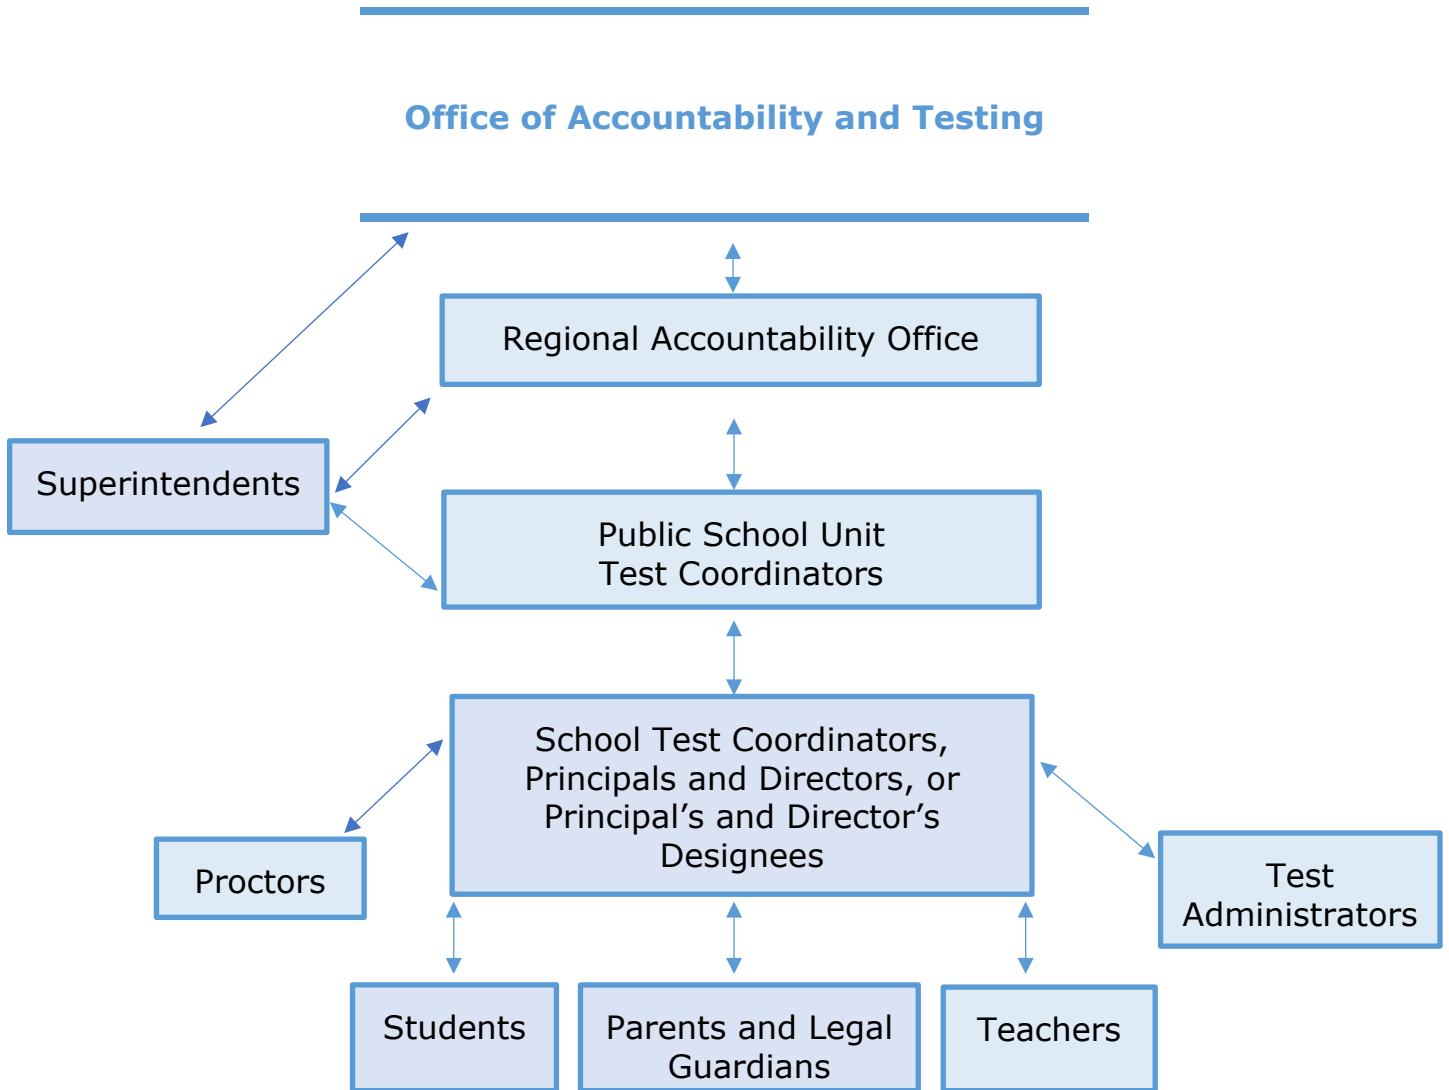 Office of Accountability and Testing
Regional Accountability Office
Superintendents
Public School Unit
Test Coordinators
School Test Coordinators,
Principals and Directors, or
Principal’s and Director’s
Designees
Proctors
Test
Administrators
Students
Parents and Legal
Guardians
Teachers